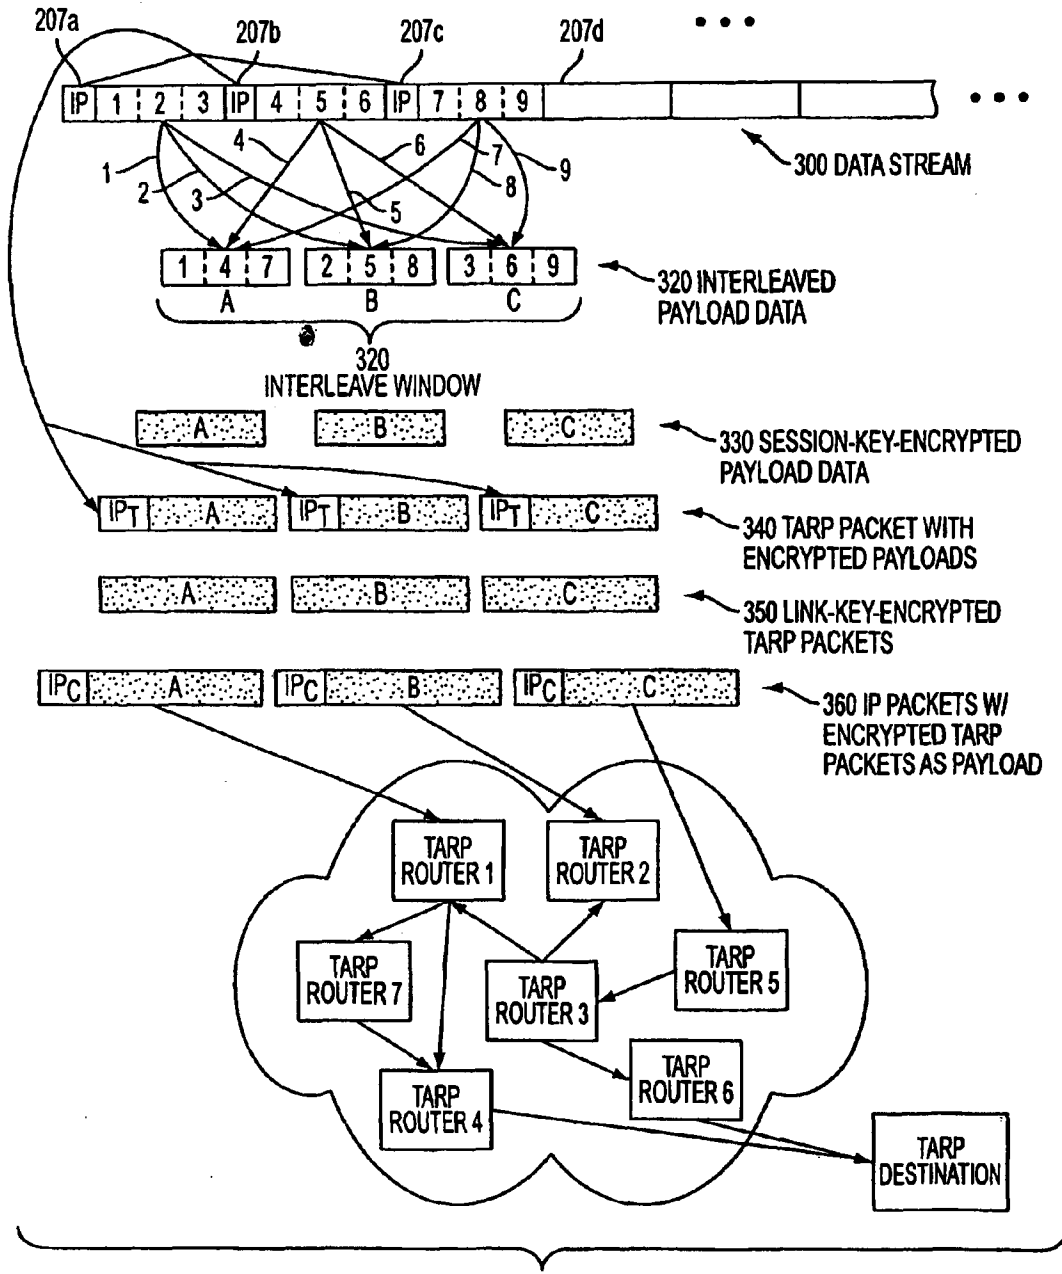 207a
207b
207c
207d
IP 1 2 3 IP 4 5 6 IP 7 8 9
300 DATA STREAM
1 2 3 4 5 6 7 8 9
1 4 7
2 5 8
3 6 9
A B C
320 INTERLEAVED
PAYLOAD DATA
320
INTERLEAVE WINDOW
A B C
330 SESSION-KEY-ENCRYPTED
PAYLOAD DATA
IPT A IPT B IPT C
340 TARP PACKET WITH
ENCRYPTED PAYLOADS
A B C
350 LINK-KEY-ENCRYPTED
TARP PACKETS
IPC A IPC B IPC C
360 IP PACKETS W/
ENCRYPTED TARP
PACKETS AS PAYLOAD
TARP
ROUTER 1
TARP
ROUTER 2
TARP
ROUTER 7
TARP
ROUTER 3
TARP
ROUTER 5
TARP
ROUTER 4
TARP
ROUTER 6
TARP
DESTINATION